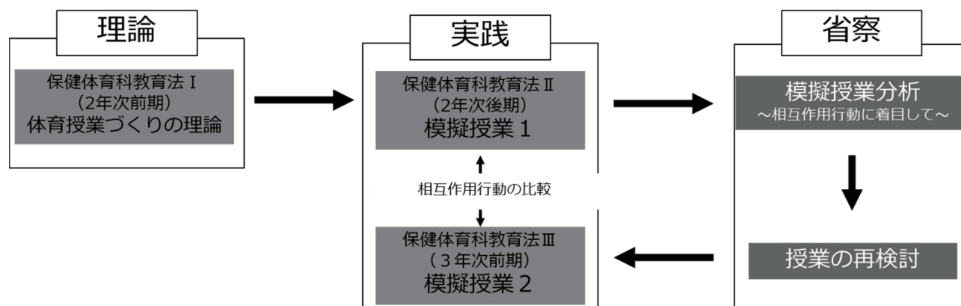 理論
保健体育科教育法Ⅰ
（2年次前期）
体育授業づくりの理論
実践
保健体育科教育法Ⅱ
（2年次後期）
模擬授業１
相互作用行動の比較
保健体育科教育法Ⅲ
（３年次前期）
模擬授業２
省察
模擬授業分析
～相互作用行動に着目して～
授業の再検討